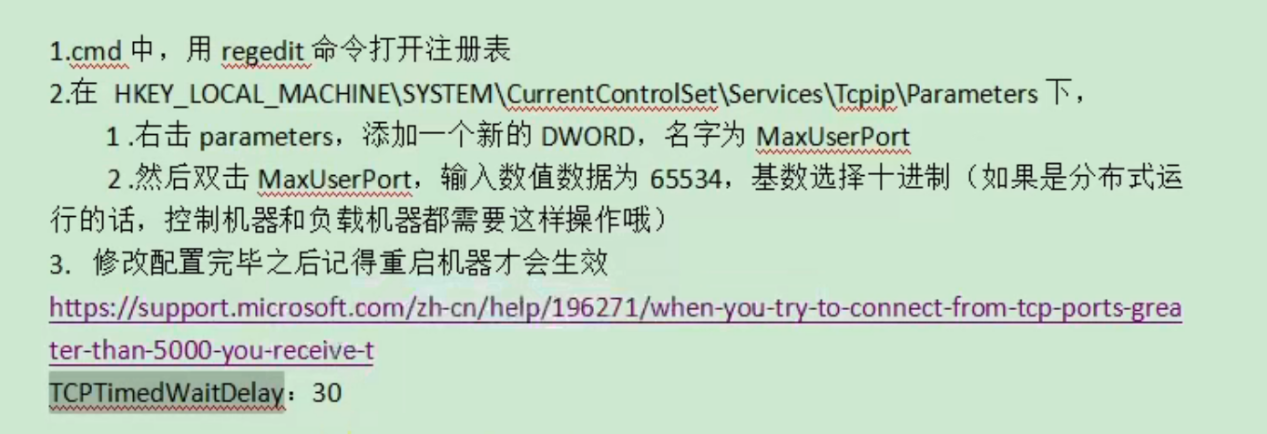 1.cmd 中，用 regedit 命令打开注册表
2.在 HKEY_LOCAL_MACHINE\SYSTEM\CurrentControlSet\Services\Tcpip\Parameters 下，
1 .右击 parameters，添加一个新的 DWORD，名字为 MaxUserPort
2 .然后双击 MaxUserPort，输入数值数据为 65534，基数选择十进制（如果是分布式运
行的话，控制机器和负载机器都需要这样操作哦）
3. 修改配置完毕之后记得重启机器才会生效
https://support.microsoft.com/zh-cn/help/196271/when-you-try-to-connect-from-tcp-ports-grea
ter-than-5000-you-receive-t
TCPTimedWaitDelay：30